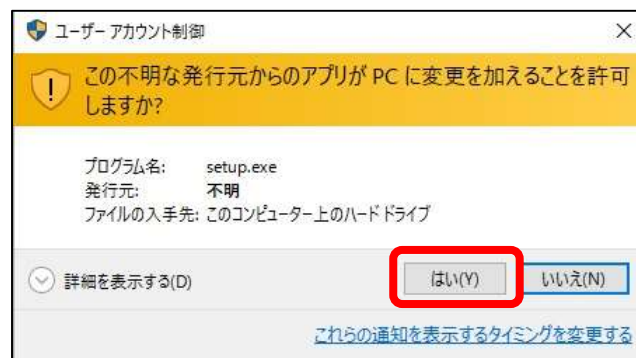 ユーザー アカウント制御
この不明な発行元からのアプリが PC に変更を加えることを許可
しますか?
プログラム名: setup.exe
発行元: 不明
ファイルの入手先: このコンピューター上のハード ドライブ
詳細を表示する(D) はい(Y) いいえ(N)
これらの通知を表示するタイミングを変更する